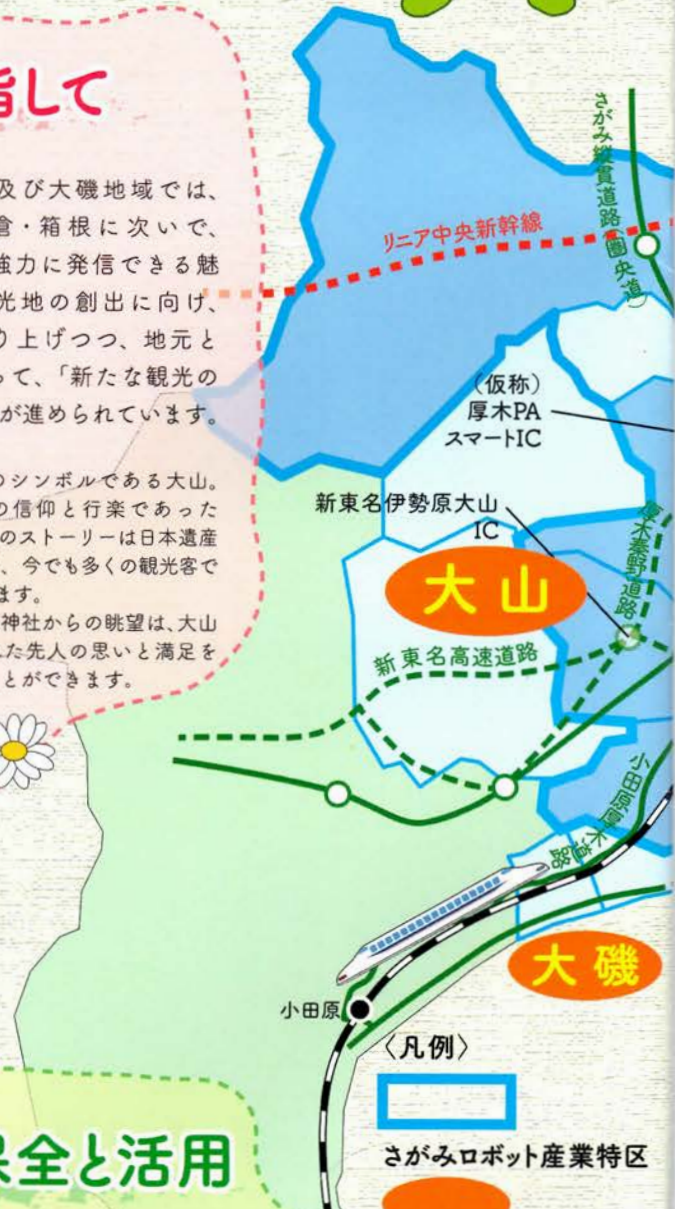 指して
及び大磯地域では、
倉・箱根に次いで、
強力に発信できる魅
光地の創出に向け、
り上げつつ、地元と
って、「新たな観光の
が進められています。
のシンボルである大山。
の信仰と行楽であった
のストーリーは日本遺産
、今でも多くの観光客で
ます。
神社からの眺望は、大山
れた先人の思いと満足を
ことができます。
さがみ縦貫道路(圏央道)
リニア中央新幹線
(仮称)
厚木PA
スマートIC
新東名伊勢原大山
IC
厚木秦野道路
大山
新東名高速道路
小田原厚木道路
大磯
小田原
〈凡例〉
さがみロボット産業特区
保全と活用